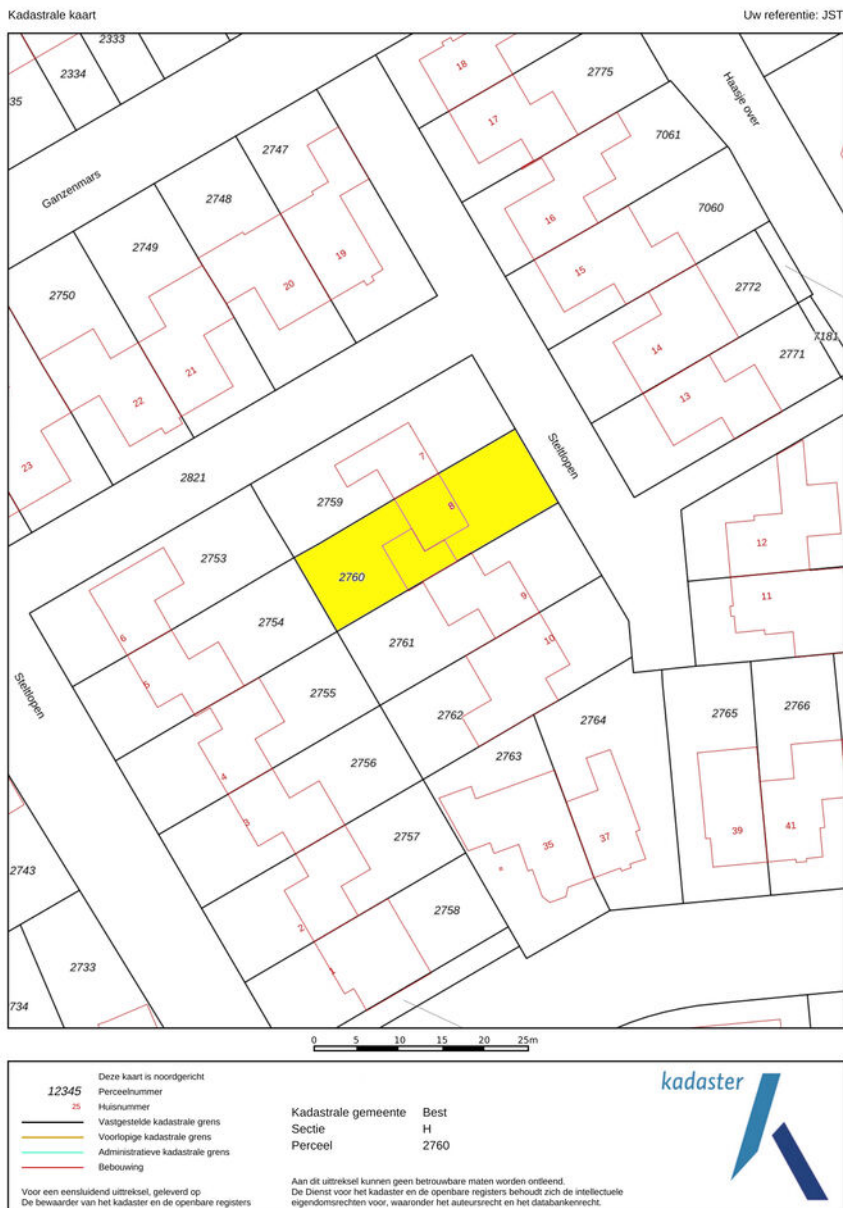 Kadastrale kaart
Uw referentie: JST
2333
2334
35
18
2775
Haasje over
17
7061
2747
Ganzenmars
2748
16
7060
2749
19
15
2750
20
2772
14
7181
21
2771
22
13
23
7
Steltlopen
2821
2759
8
2753
12
2760
9
11
2754
6
2761
10
5
Steltlopen
2755
2762
2764
2765
2766
2763
4
2756
3
2757
35
37
39
41
2743
2758
2
2733
1
734
0 5 10 15 20 25m
Deze kaart is noordgericht
12345 Perceelnummer
25 Huisnummer
Vastgestelde kadastrale grens
Voorlopige kadastrale grens
Administratieve kadastrale grens
Bebouwing
Voor een eensluidend uittreksel, geleverd op
De bewaarder van het kadaster en de openbare registers
Kadastrale gemeente Best
Sectie H
Perceel 2760
Aan dit uittreksel kunnen geen betrouwbare maten worden ontleend.
De Dienst voor het kadaster en de openbare registers behoudt zich de intellectuele
eigendomsrechten voor, waaronder het auteursrecht en het databankenrecht.
kadaster